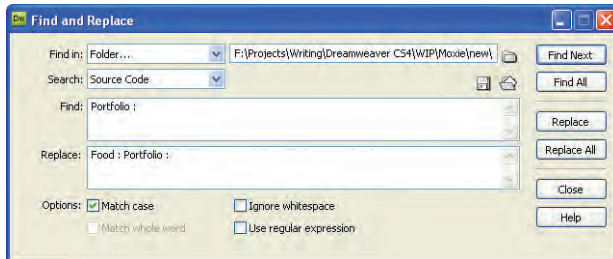 Dw Find and Replace
Find in: Folder... F:\Projects\Writing\Dreamweaver CS4\WIP\Moxie\new\ Find Next
Search: Source Code Find All
Find: Portfolio :
Replace
Replace: Food : Portfolio : Replace All
Close
Options: Match case Ignore whitespace
Help
Match whole word Use regular expression